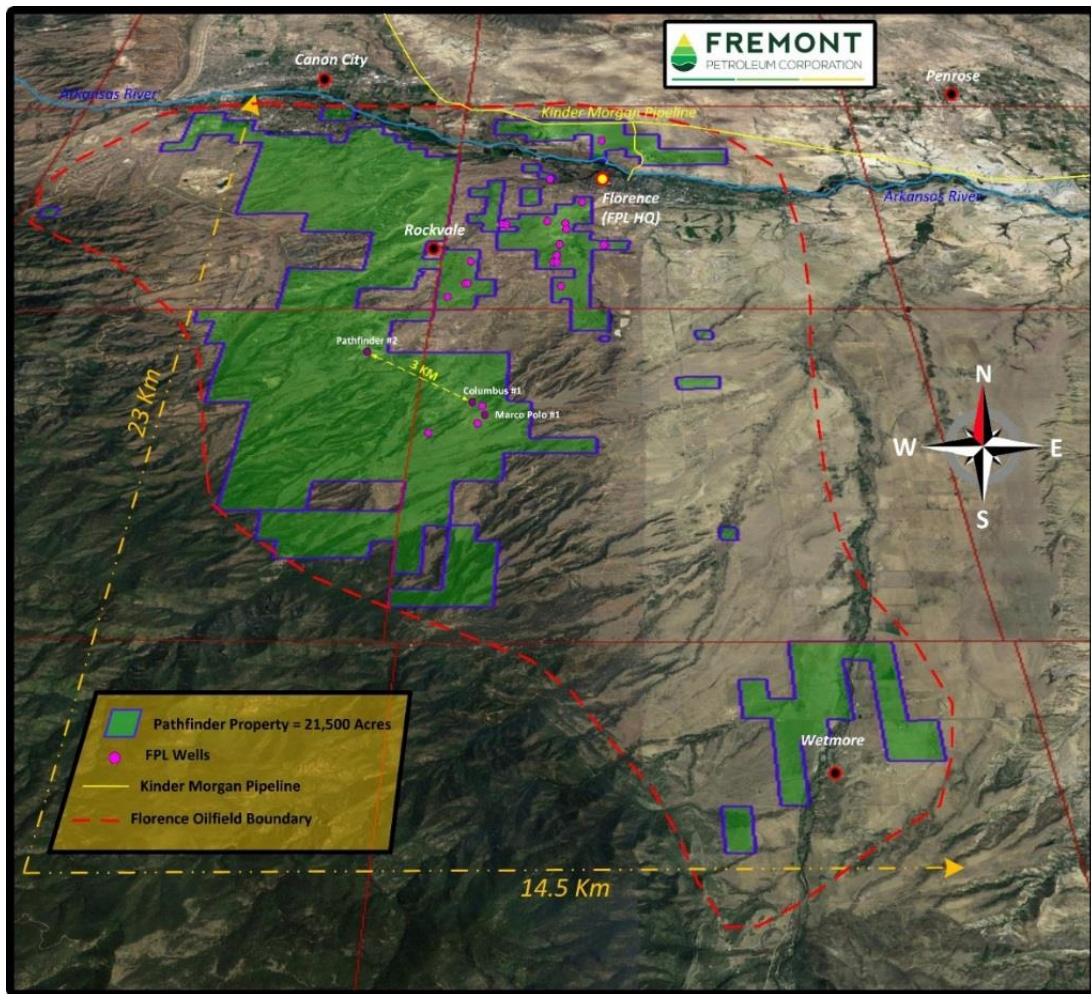 FREMONT
PETROLEUM CORPORATION
Canon City
Penrose
Arkansas River
Kinder Morgan Pipeline
Florence
(FPL HQ)
Arkansas River
Rockvale
Pathfinder #2
3 KM
Columbus #1
Marco Polo #1
23 Km
N
W
E
S
Pathfinder Property = 21,500 Acres
FPL Wells
Kinder Morgan Pipeline
Florence Oilfield Boundary
Wetmore
14.5 Km